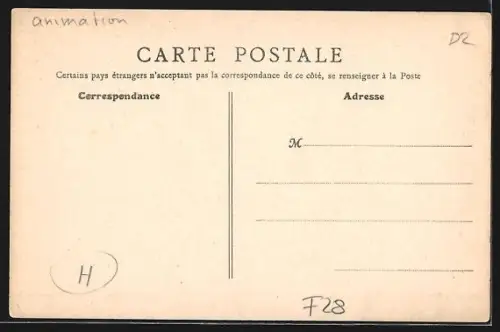 animation
D2
CARTE POSTALE
Certains pays étrangers n'acceptant pas la correspondance de ce côté, se renseigner à la Poste
Correspondance
Adresse
M
H
F28